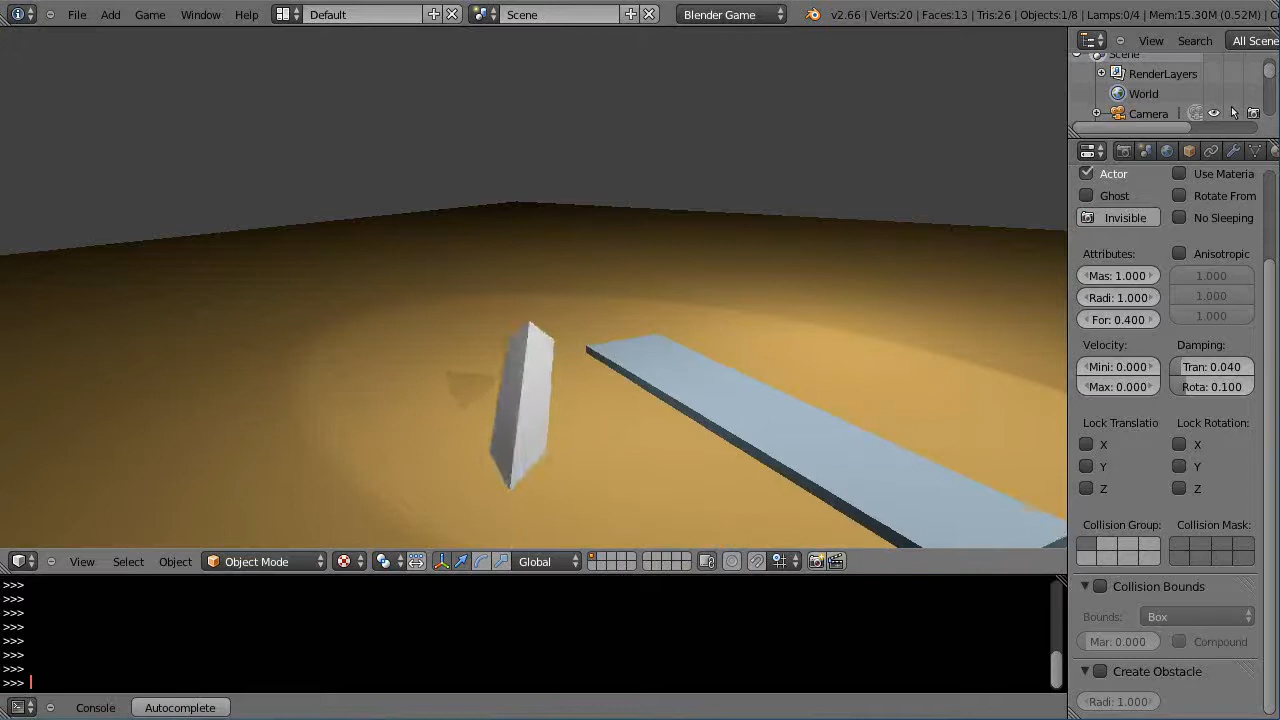 File Add Game Window Help Default Scene Blender Game v2.66 | Verts:20 | Faces:13 | Tris:26 | Objects:1/8 | Lamps:0/4 | Mem:15.30M (0.52M)
View Search All Scene
Scene
RenderLayers
World
Camera
Actor Use Materia
Ghost Rotate From
Invisible No Sleeping
Attributes: Anisotropic
Mas: 1.000 1.000
Radi: 1.000 1.000
For: 0.400 1.000
Velocity: Damping:
Mini: 0.000 Tran: 0.040
Max: 0.000 Rota: 0.100
Lock Translatio Lock Rotation:
X X
Y Y
Z Z
Collision Group: Collision Mask:
View Select Object Object Mode Global
Collision Bounds
Bounds: Box
Mar: 0.000 Compound
Create Obstacle
Radi: 1.000
>>>
>>>
>>>
>>>
>>>
>>>
>>>
>>>
Console Autocomplete